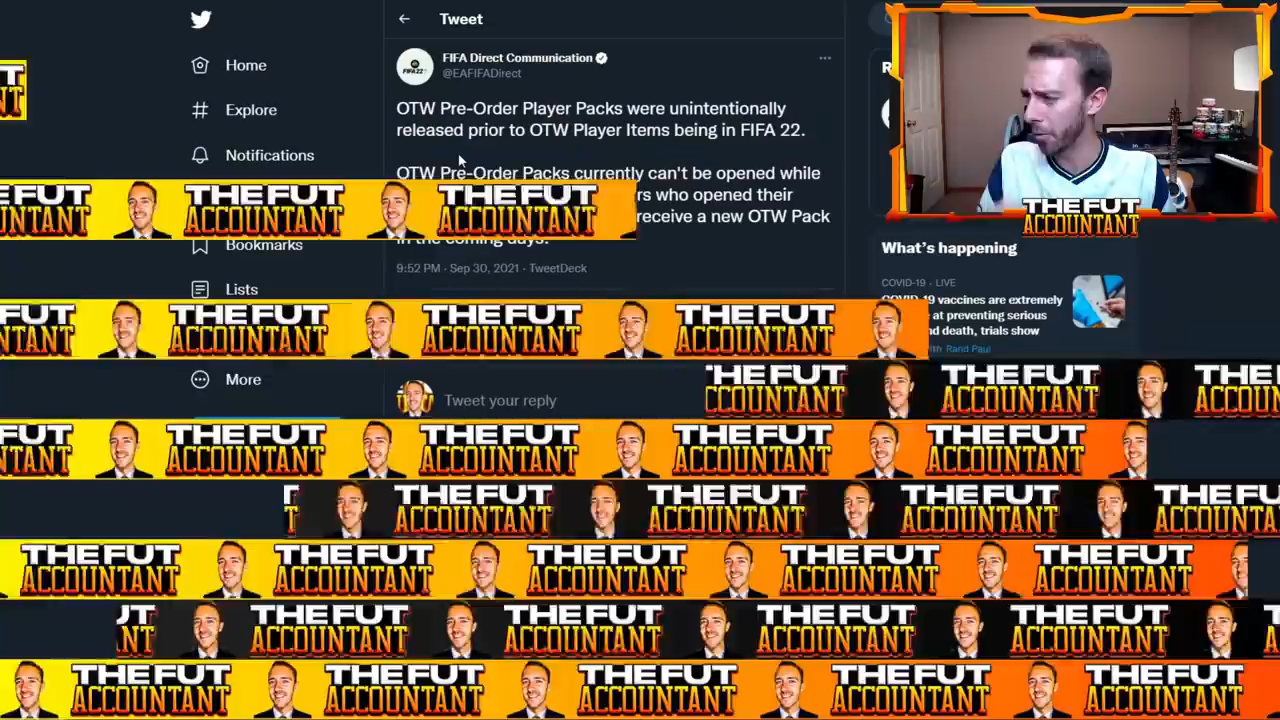 Tweet
Home
FIFA Direct Communication
@EAFIFADirect
Explore
OTW Pre-Order Player Packs were unintentionally
released prior to OTW Player Items being in FIFA 22.
Notifications
OTW Pre-Order Packs currently can't be opened while
who opened their
receive a new OTW Pack
in the coming days.
Bookmarks
9:52 PM · Sep 30, 2021 · TweetDeck
Lists
More
Tweet your reply
THE FUT
ACCOUNTANT
What's happening
COVID-19 · LIVE
COVID-19 vaccines are extremely
at preventing serious
death, trials show
with Rand Paul
THE FUT THE FUT
ACCOUNTANT ACCOUNTANT
THE FUT THE FUT THE FUT
ACCOUNTANT ACCOUNTANT ACCOUNTANT
THE FUT THE FUT
ACCOUNTANT ACCOUNTANT
THE FUT THE FUT THE FUT THE FUT
ACCOUNTANT ACCOUNTANT ACCOUNTANT ACCOUNTANT
THE FUT THE FUT THE FUT
ACCOUNTANT ACCOUNTANT ACCOUNTANT
THE FUT THE FUT THE FUT THE FUT THE FUT
ACCOUNTANT ACCOUNTANT ACCOUNTANT ACCOUNTANT ACCOUNTANT
THE FUT THE FUT THE FUT THE FUT
ACCOUNTANT ACCOUNTANT ACCOUNTANT ACCOUNTANT
THE FUT THE FUT THE FUT THE FUT THE FUT
ACCOUNTANT ACCOUNTANT ACCOUNTANT ACCOUNTANT ACCOUNTANT